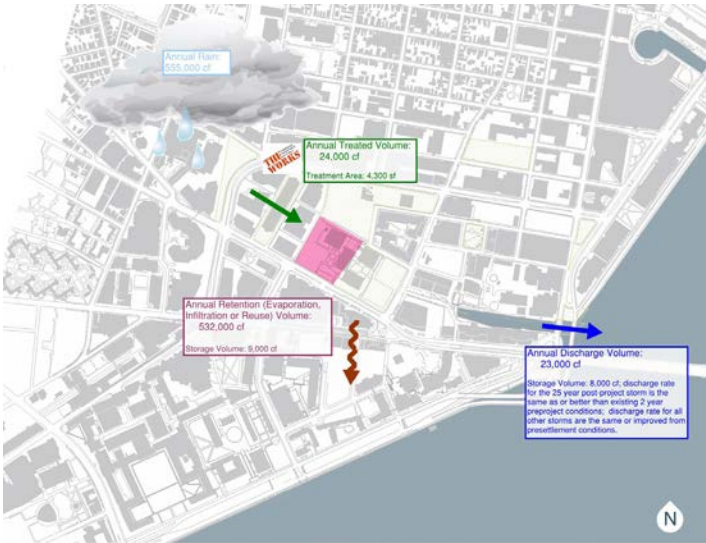 Annual Rain:
555,000 cf
THE
WORKS
Annual Treated Volume:
24,000 cf
Treatment Area: 4,300 sf
Annual Retention (Evaporation,
Infiltration or Reuse) Volume:
532,000 cf
Storage Volume: 9,000 cf
Annual Discharge Volume:
23,000 cf
Storage Volume: 8,000 cf, discharge rate
for the 25 year post-project storm is the
same as or better than existing 2 year
preproject conditions; discharge rate for all
other storms are the same or improved from
presettlement conditions.
N